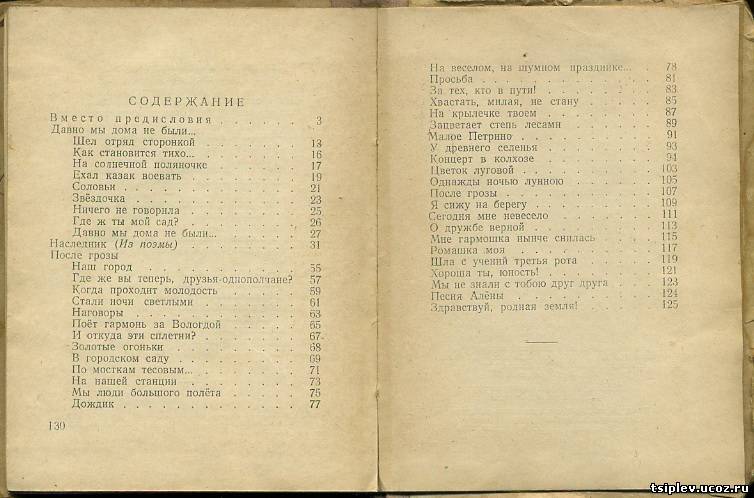 СОДЕРЖАНИЕ
Вместо предисловия . . . . . . 3
Давно мы дома не были...
Шел отряд сторонкой . . . . . 13
Как становится тихо... . . . . . 16
На солнечной поляночке . . . . 17
Ехал казак воевать . . . . . . 19
Соловьи . . . . . . . . . 21
Звёздочка . . . . . . . . 23
Ничего не говорила . . . . . . 25
Где ж ты мой сад? . . . . . . 26
Давно мы дома не были... . . . . 27
Наследник (Из поэмы) . . . . . . 31
После грозы
Наш город . . . . . . . . 55
Где же вы теперь, друзья-однополчане? 57
Когда проходит молодость . . . . 59
Стали ночи светлыми . . . . . 61
Наговоры . . . . . . . . 63
Поёт гармонь за Вологдой . . . . 65
И откуда эти сплетни? . . . . . 67
Золотые огоньки . . . . . . . 68
В городском саду . . . . . . 69
По мосткам тесовым... . . . . . 71
На нашей станции . . . . . . 73
Мы люди большого полёта . . . . 75
Дождик . . . . . . . . . 77
130
На веселом, на шумном празднике... . 78
Просьба . . . . . . . . . 81
За тех, кто в пути! . . . . . . 83
Хвастать, милая, не стану . . . . 85
На крылечке твоем . . . . . . 87
Зацветает степь лесами . . . . . 89
Малое Петрино . . . . . . . 91
У древнего селенья . . . . . . 93
Концерт в колхозе . . . . . . 94
Цветок луговой . . . . . . . 103
Однажды ночью лунною . . . . . 105
После грозы . . . . . . . . 107
Я сижу на берегу . . . . . . 109
Сегодня мне невесело . . . . . 111
О дружбе верной . . . . . . . 113
Мне гармошка нынче снилась . . . 115
Ромашка моя . . . . . . . . 117
Шла с учений третья рота . . . . 119
Хороша ты, юность! . . . . . . 121
Мы не знали с тобою друг друга . . 123
Песня Алёны . . . . . . . . 124
Здравствуй, родная земля! . . . . 125
tsiplev.ucoz.ru